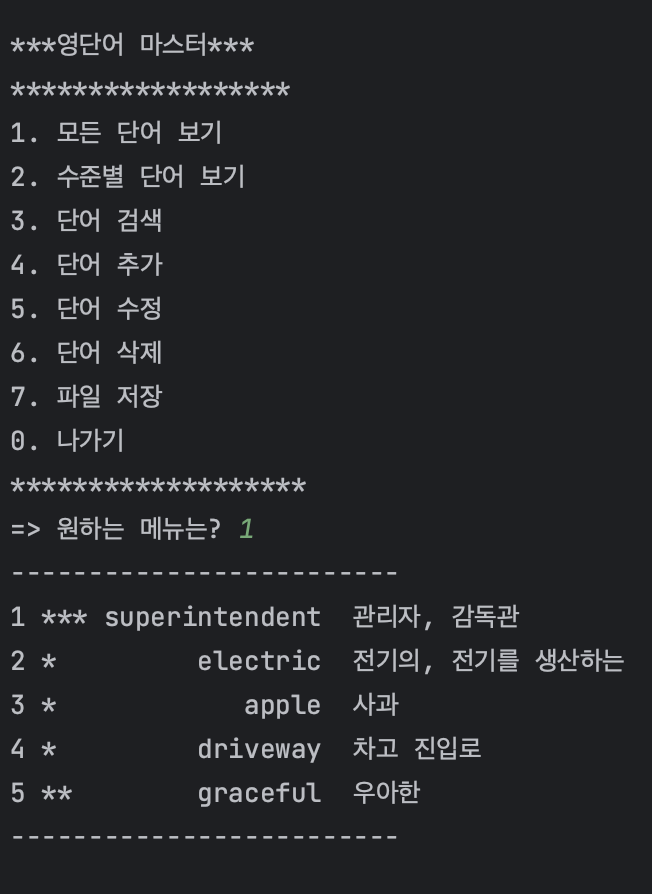 ***영단어 마스터***
******************
1. 모든 단어 보기
2. 수준별 단어 보기
3. 단어 검색
4. 단어 추가
5. 단어 수정
6. 단어 삭제
7. 파일 저장
0. 나가기
*******************
=> 원하는 메뉴는? 1
-------------------------
1 *** superintendent  관리자, 감독관
2 *         electric  전기의, 전기를 생산하는
3 *            apple  사과
4 *         driveway  차고 진입로
5 **        graceful  우아한
-------------------------